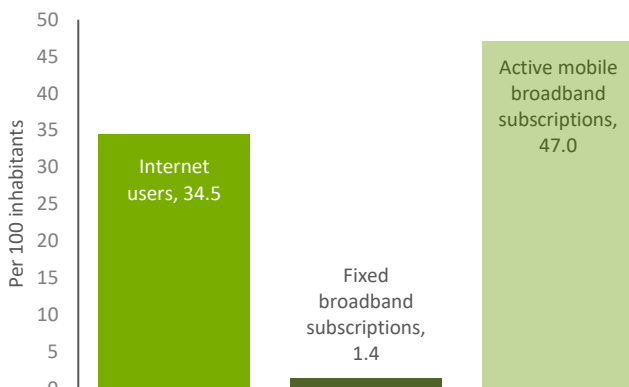 50
45
40
35
30
25
20
15
10
5
0
Per 100 inhabitants
Internet
users, 34.5
Fixed
broadband
subscriptions,
1.4
Active mobile
broadband
subscriptions,
47.0